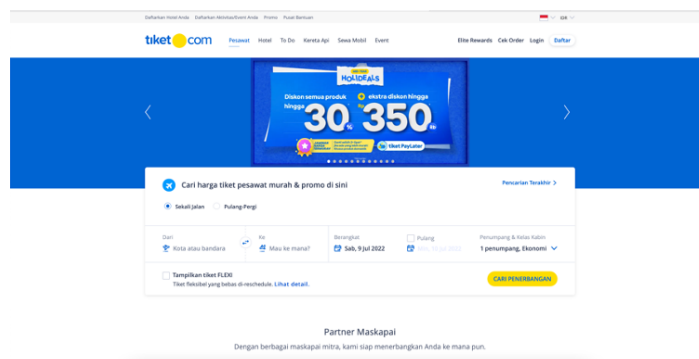 Daftarkan Hotel Anda Daftarkan Aktivitas/Event Anda Promo Pusat Bantuan
IDR
tiket com Pesawat Hotel To Do Kereta Api Sewa Mobil Event Elite Rewards Cek Order Login Daftar
HOLIDEALS
Diskon semua produk + ekstra diskon hingga
hingga 30 % Rp 350 rb
tiket PayLater
Cari harga tiket pesawat murah & promo di sini Pencarian Terakhir
Sekali Jalan Pulang-Pergi
Dari Ke Berangkat Pulang Penumpang & Kelas Kabin
Kota atau bandara Mau ke mana? Sab, 9 Jul 2022 1 penumpang, Ekonomi
Tampilkan tiket FLEXI
Tiket fleksibel yang bebas di-reschedule. Lihat detail.
CARI PENERBANGAN
Partner Maskapai
Dengan berbagai maskapai mitra, kami siap menerbangkan Anda ke mana pun.